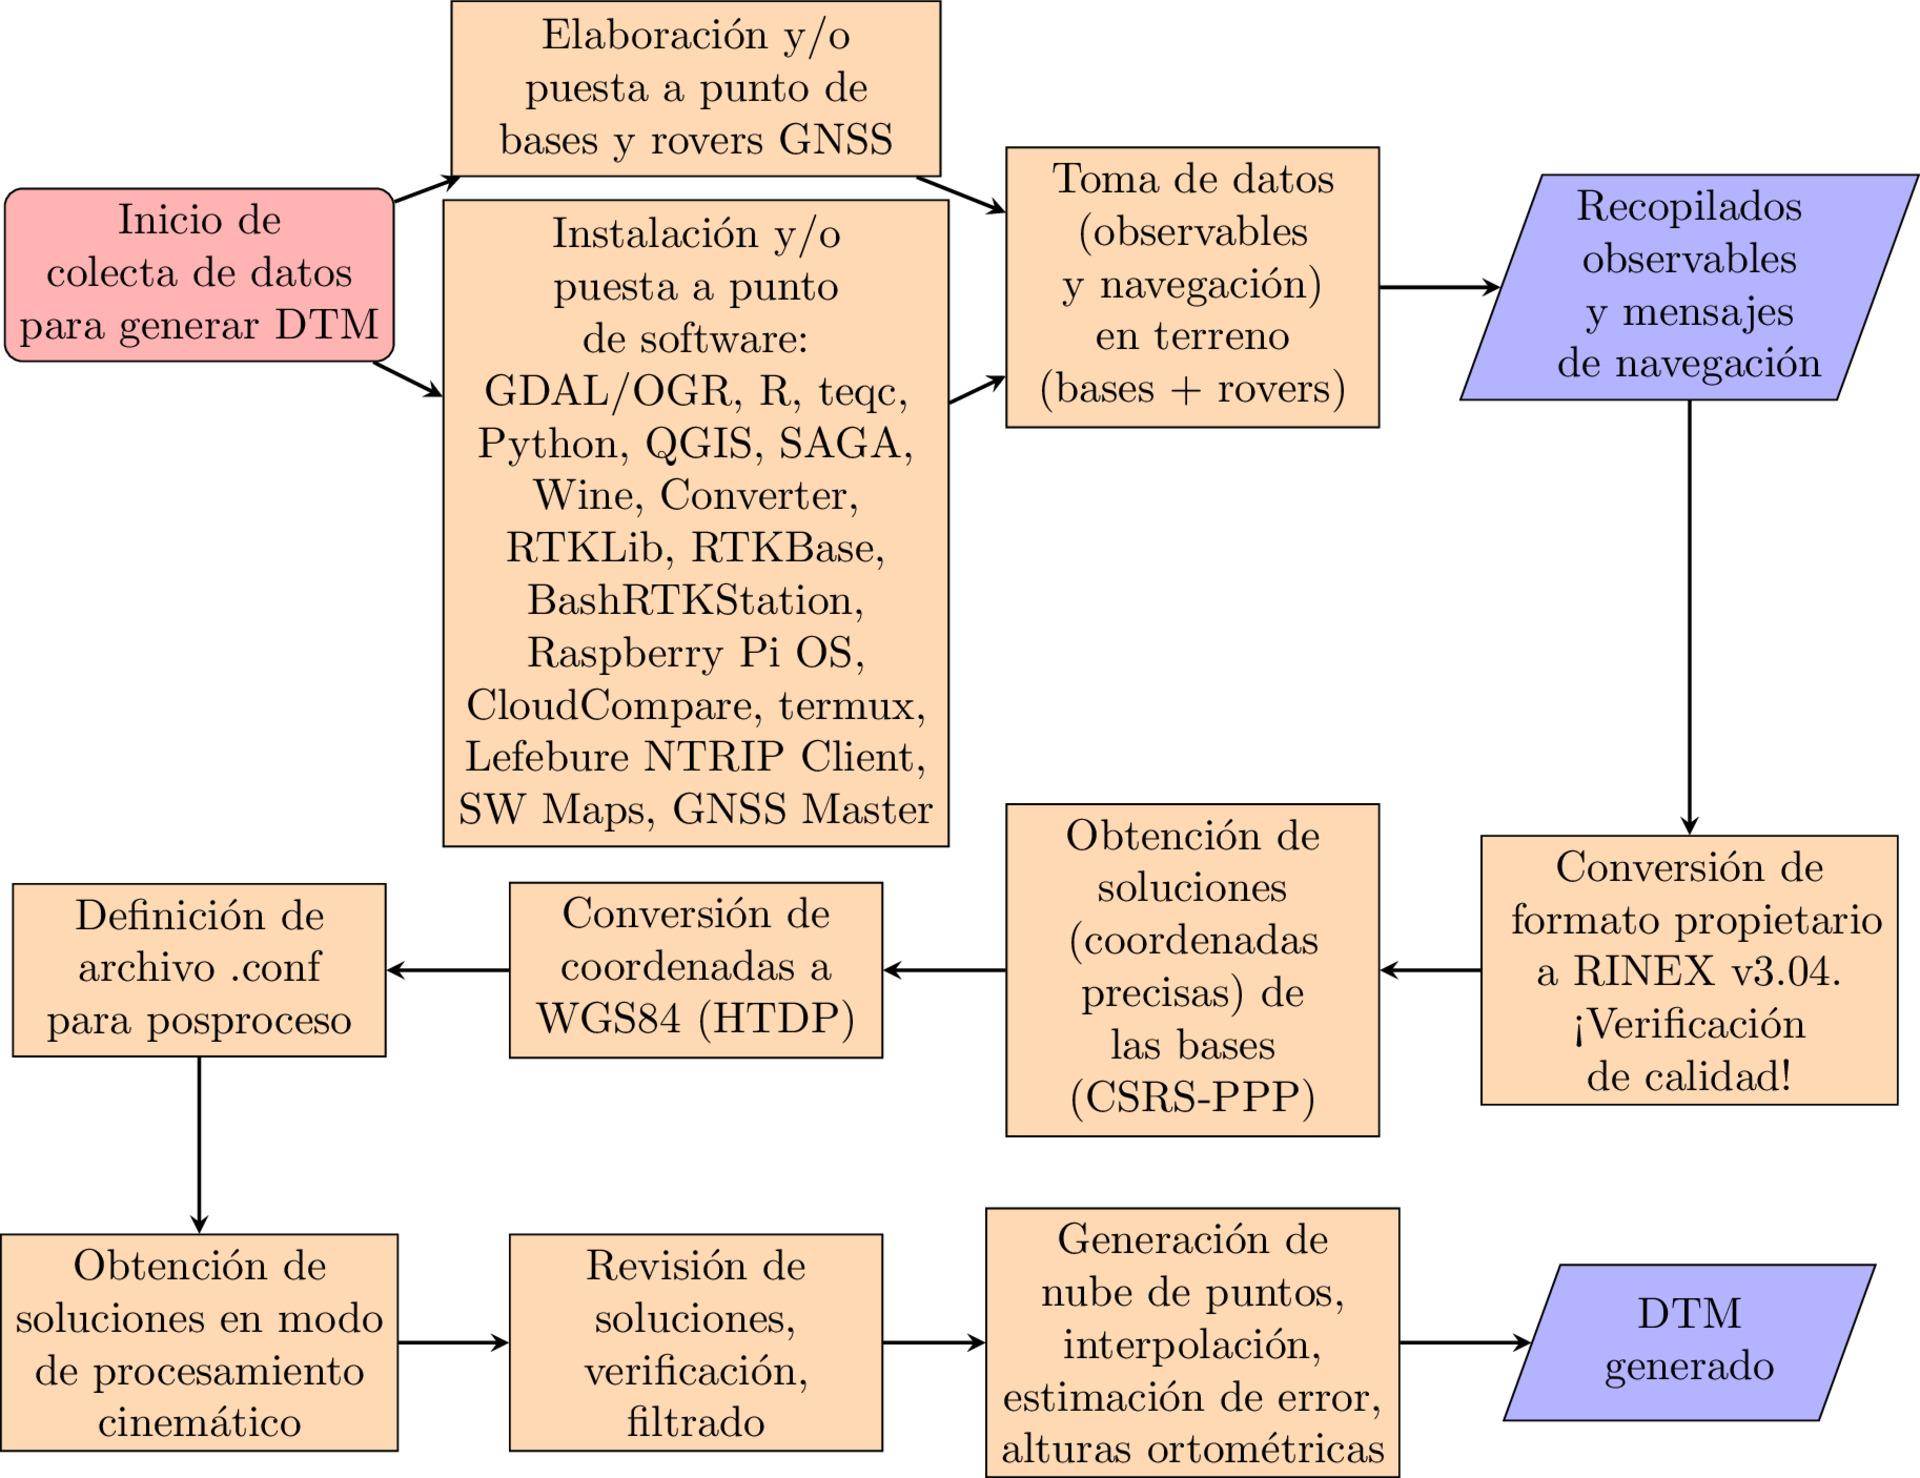 Inicio de
colecta de datos
para generar DTM
Elaboración y/o
puesta a punto de
bases y rovers GNSS
Instalación y/o
puesta a punto
de software:
GDAL/OGR, R, teqc,
Python, QGIS, SAGA,
Wine, Converter,
RTKLib, RTKBase,
BashRTKStation,
Raspberry Pi OS,
CloudCompare, termux,
Lefebure NTRIP Client,
SW Maps, GNSS Master
Toma de datos
(observables
y navegación)
en terreno
(bases + rovers)
Recopilados
observables
y mensajes
de navegación
Conversión de
formato propietario
a RINEX v3.04.
¡Verificación
de calidad!
Obtención de
soluciones
(coordenadas
precisas) de
las bases
(CSRS-PPP)
Conversión de
coordenadas a
WGS84 (HTDP)
Definición de
archivo .conf
para posproceso
Obtención de
soluciones en modo
de procesamiento
cinemático
Revisión de
soluciones,
verificación,
filtrado
Generación de
nube de puntos,
interpolación,
estimación de error,
alturas ortométricas
DTM
generado